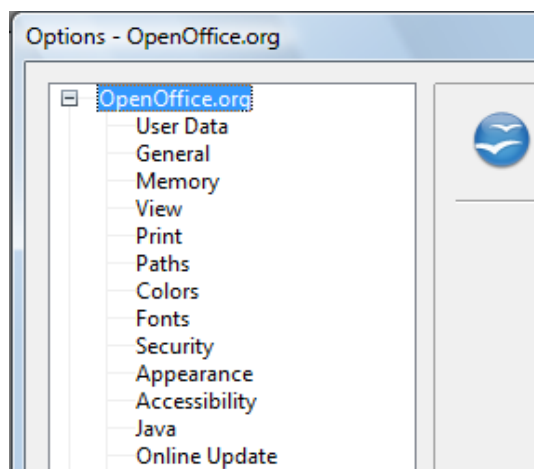 Options - OpenOffice.org
OpenOffice.org
User Data
General
Memory
View
Print
Paths
Colors
Fonts
Security
Appearance
Accessibility
Java
Online Update